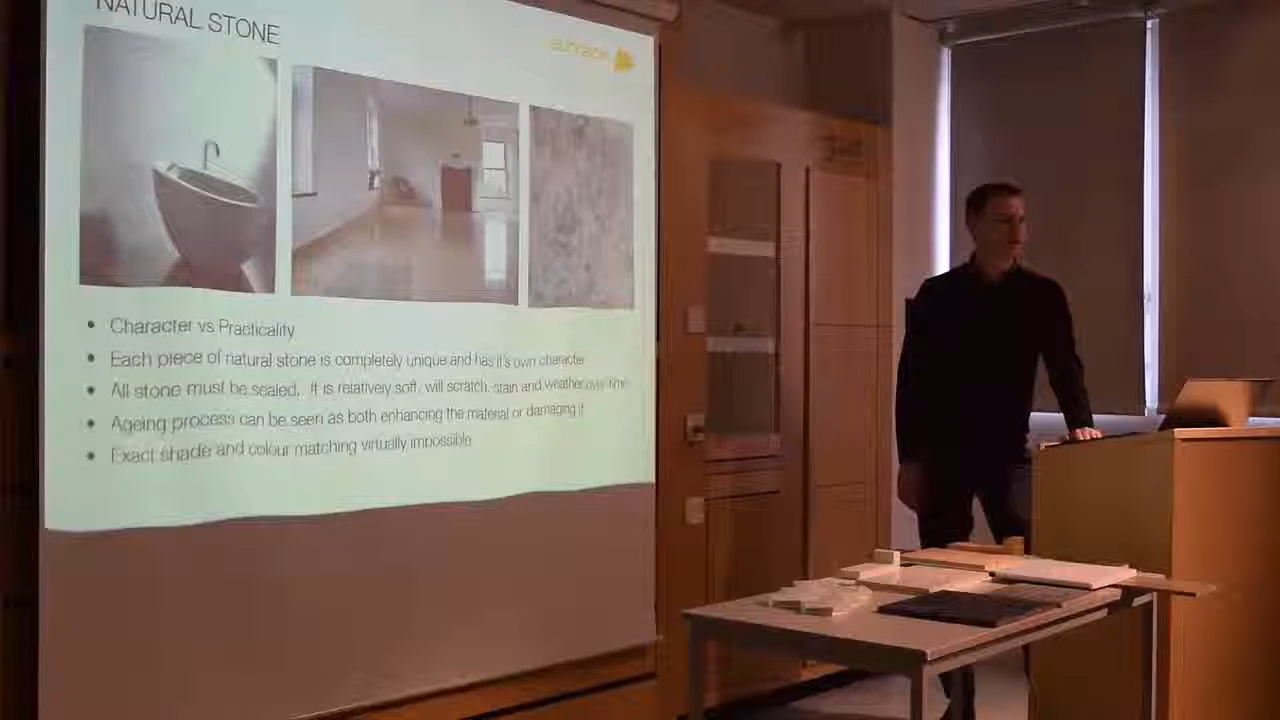 NATURAL STONE
surface
• Character vs Practicality
• Each piece of natural stone is completely unique and has it's own character
• All stone must be sealed. It is relatively soft, will scratch, stain and weather over time
• Ageing process can be seen as both enhancing the material or damaging it
• Exact shade and colour matching virtually impossible